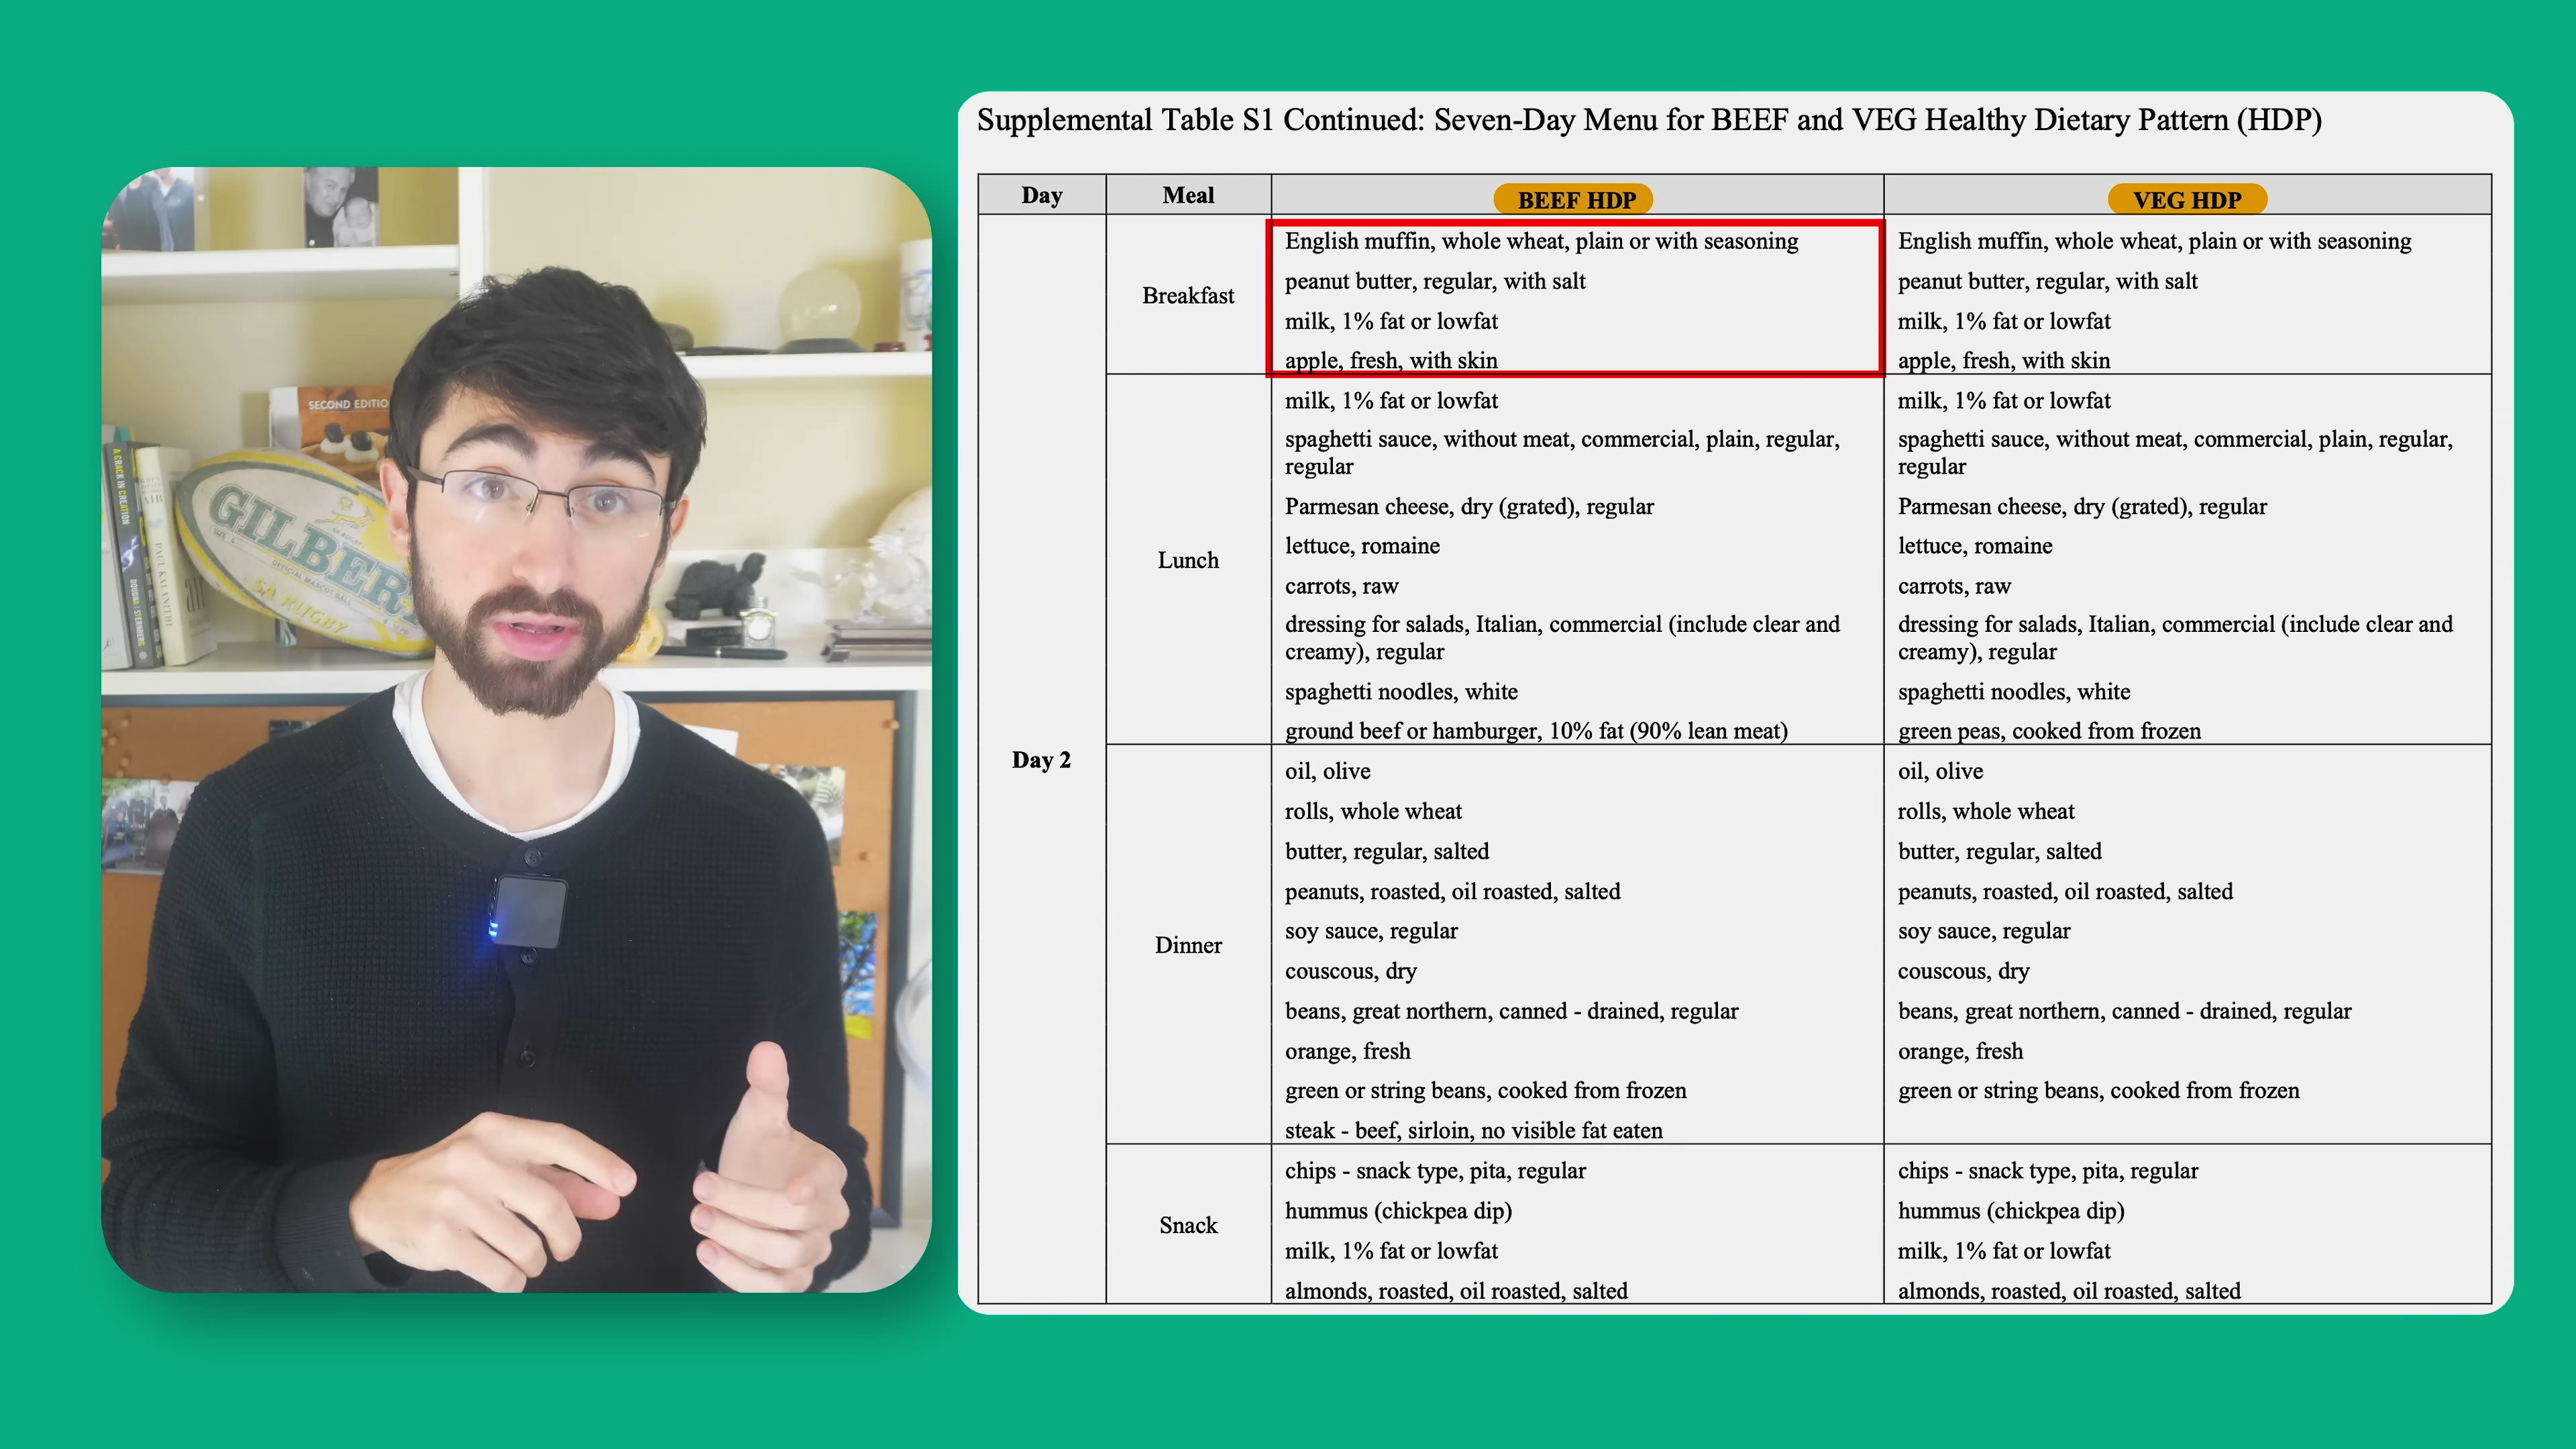 Supplemental Table S1 Continued: Seven-Day Menu for BEEF and VEG Healthy Dietary Pattern (HDP)
Day
Meal
BEEF HDP
VEG HDP
Day 2
Breakfast
English muffin, whole wheat, plain or with seasoning
peanut butter, regular, with salt
milk, 1% fat or lowfat
apple, fresh, with skin
English muffin, whole wheat, plain or with seasoning
peanut butter, regular, with salt
milk, 1% fat or lowfat
apple, fresh, with skin
Lunch
milk, 1% fat or lowfat
spaghetti sauce, without meat, commercial, plain, regular,
regular
Parmesan cheese, dry (grated), regular
lettuce, romaine
carrots, raw
dressing for salads, Italian, commercial (include clear and
creamy), regular
spaghetti noodles, white
ground beef or hamburger, 10% fat (90% lean meat)
milk, 1% fat or lowfat
spaghetti sauce, without meat, commercial, plain, regular,
regular
Parmesan cheese, dry (grated), regular
lettuce, romaine
carrots, raw
dressing for salads, Italian, commercial (include clear and
creamy), regular
spaghetti noodles, white
green peas, cooked from frozen
Dinner
oil, olive
rolls, whole wheat
butter, regular, salted
peanuts, roasted, oil roasted, salted
soy sauce, regular
couscous, dry
beans, great northern, canned - drained, regular
orange, fresh
green or string beans, cooked from frozen
steak - beef, sirloin, no visible fat eaten
oil, olive
rolls, whole wheat
butter, regular, salted
peanuts, roasted, oil roasted, salted
soy sauce, regular
couscous, dry
beans, great northern, canned - drained, regular
orange, fresh
green or string beans, cooked from frozen
Snack
chips - snack type, pita, regular
hummus (chickpea dip)
milk, 1% fat or lowfat
almonds, roasted, oil roasted, salted
chips - snack type, pita, regular
hummus (chickpea dip)
milk, 1% fat or lowfat
almonds, roasted, oil roasted, salted
SECOND EDITIO
A CRACK IN CREATION
PAUL KALANITHI
GILBER
SA RUGBY